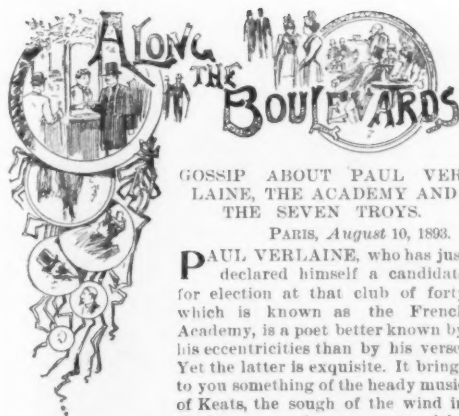 ALONG
THE
BOULEVARDS
GOSSIP ABOUT PAUL VER
LAINE, THE ACADEMY AND
THE SEVEN TROYS.
PARIS, August 10, 1893.
PAUL VERLAINE, who has jus
declared himself a candidat
for election at that club of fort
which is known as the Frenc
Academy, is a poet better known by
his eccentricities than by his verse
Yet the latter is exquisite. It bring
to you something of the heady musi
of Keats, the sough of the wind in